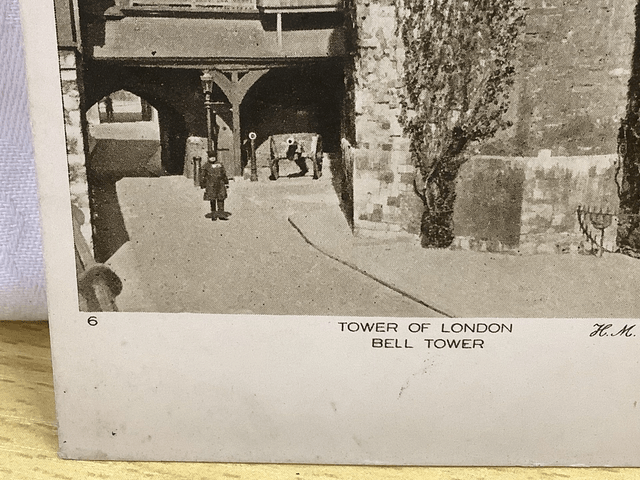 6
TOWER OF LONDON
BELL TOWER
H.M.